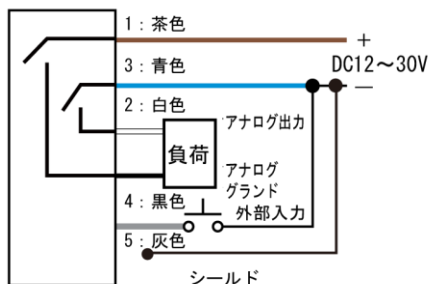 1：茶色
＋
DC12～30V
3：青色
－
2：白色
アナログ出力
負荷
アナログ
グランド
4：黒色
外部入力
5：灰色
シールド